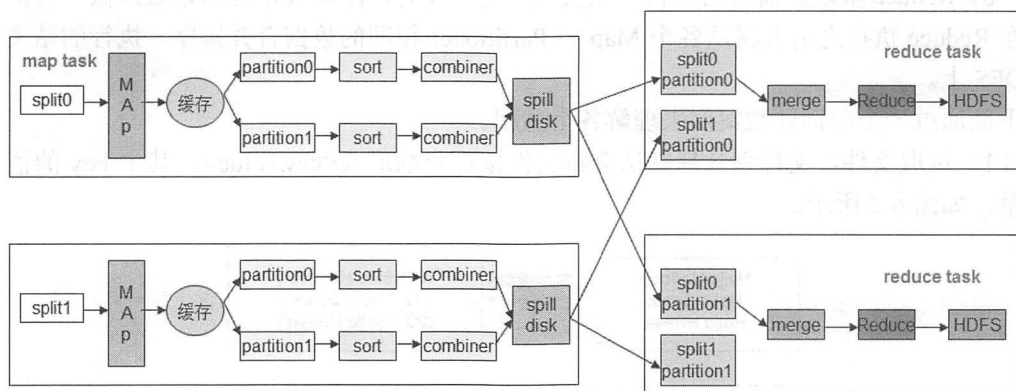 map task
split0
MAp
缓存
partition0
sort
combiner
partition1
sort
combiner
spill
disk
split1
MAp
缓存
partition0
sort
combiner
partition1
sort
combiner
spill
disk
reduce task
split0
partition0
split1
partition0
merge
Reduce
HDFS
reduce task
split0
partition1
split1
partition1
merge
Reduce
HDFS